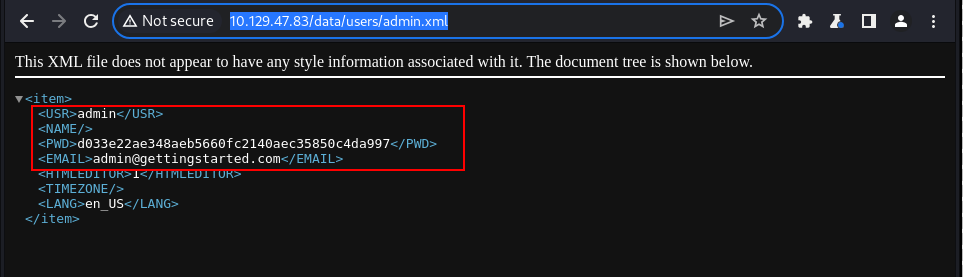 Not secure 10.129.47.83/data/users/admin.xml
This XML file does not appear to have any style information associated with it. The document tree is shown below.
▼<item>
<USR>admin</USR>
<NAME/>
<PWD>d033e22ae348aeb5660fc2140aec35850c4da997</PWD>
<EMAIL>admin@gettingstarted.com</EMAIL>
<HTMLEDITOR>1</HTMLEDITOR>
<TIMEZONE/>
<LANG>en_US</LANG>
</item>